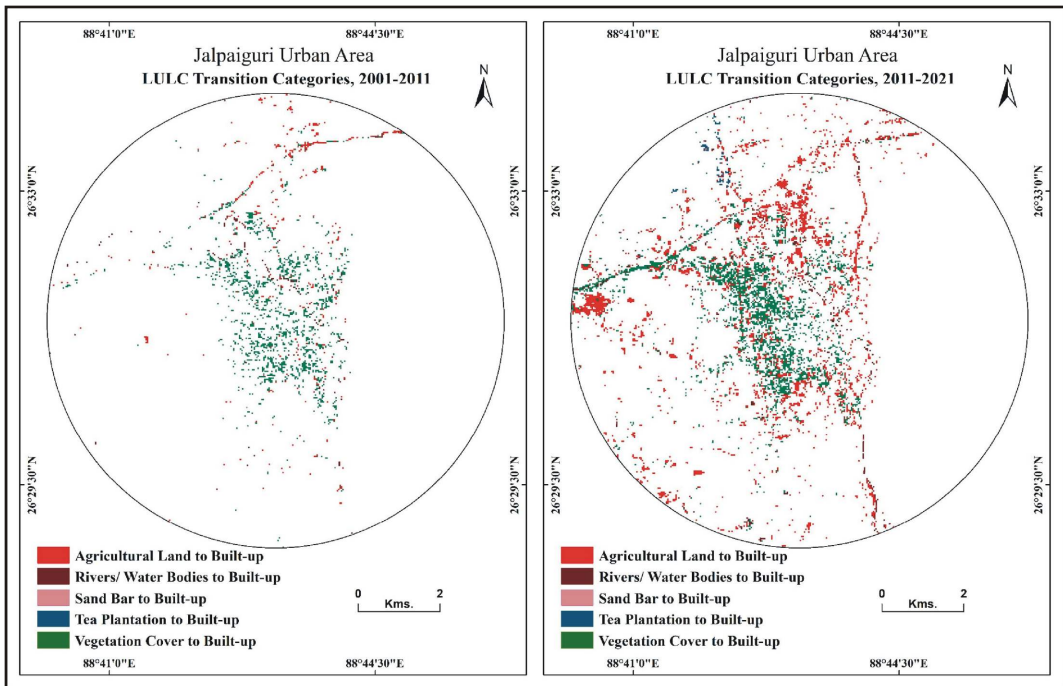 88°41'0"E 88°44'30"E
Jalpaiguri Urban Area
LULC Transition Categories, 2001-2011
N
26°33'0"N
26°33'0"N
26°29'30"N
26°29'30"N
Agricultural Land to Built-up
Rivers/ Water Bodies to Built-up
Sand Bar to Built-up
Tea Plantation to Built-up
Vegetation Cover to Built-up
0 2
Kms.
88°41'0"E 88°44'30"E
88°41'0"E 88°44'30"E
Jalpaiguri Urban Area
LULC Transition Categories, 2011-2021
N
26°33'0"N
26°33'0"N
26°29'30"N
26°29'30"N
Agricultural Land to Built-up
Rivers/ Water Bodies to Built-up
Sand Bar to Built-up
Tea Plantation to Built-up
Vegetation Cover to Built-up
0 2
Kms.
88°41'0"E 88°44'30"E